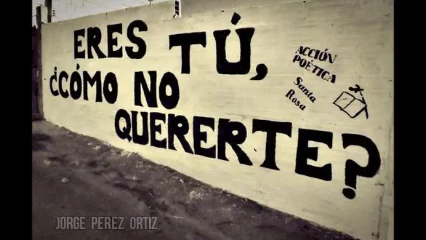 ERES TÚ,
¿CÓMO NO
QUERERTE?
ACCIÓN
POÉTICA
Santa
Rosa
JORGE PEREZ ORTIZ